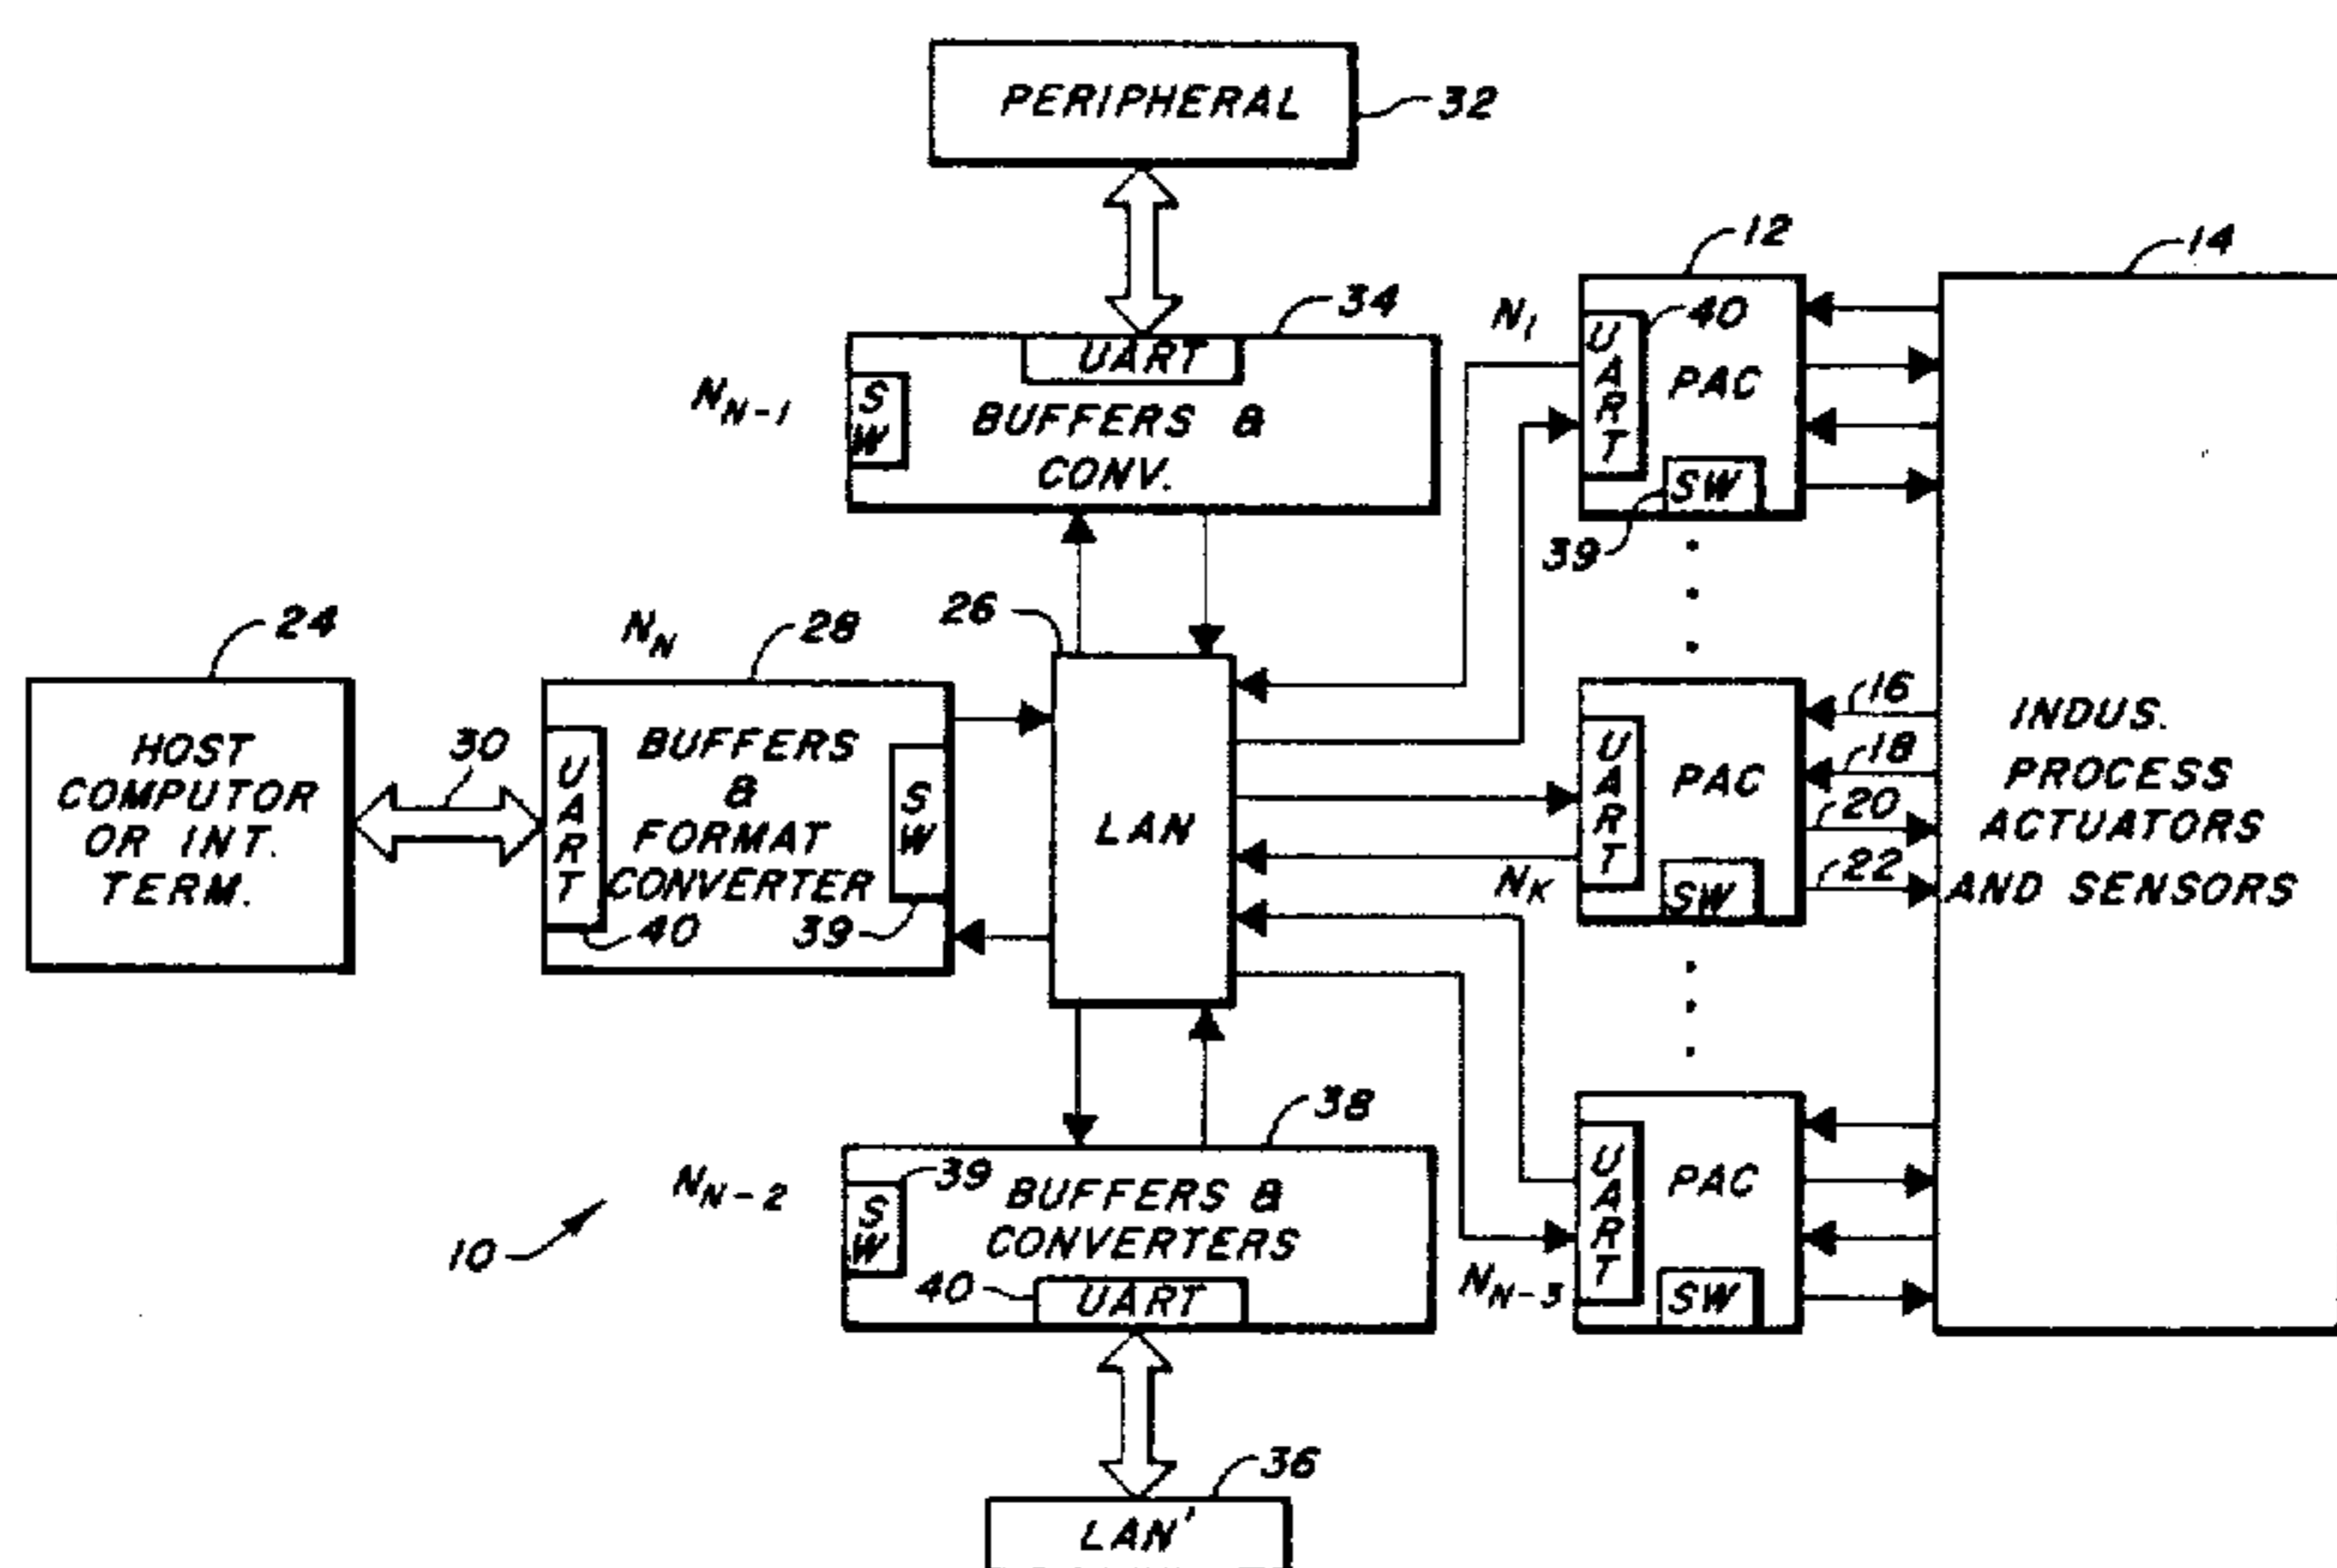 PERIPHERAL
32
12
14
34
N1
40
UART
UART
PAC
NN-1
SW
BUFFERS &
CONV.
SW
39
24
NN
28
26
16
HOST
COMPUTOR
OR INT.
TERM.
30
UART
BUFFERS
&
FORMAT
CONVERTER
SW
40
39
LAN
UART
PAC
SW
NK
18
20
22
INDUS.
PROCESS
ACTUATORS
AND SENSORS
38
NN-2
39
SW
BUFFERS &
CONVERTERS
40
UART
10
NN-3
UART
PAC
SW
36
LAN'